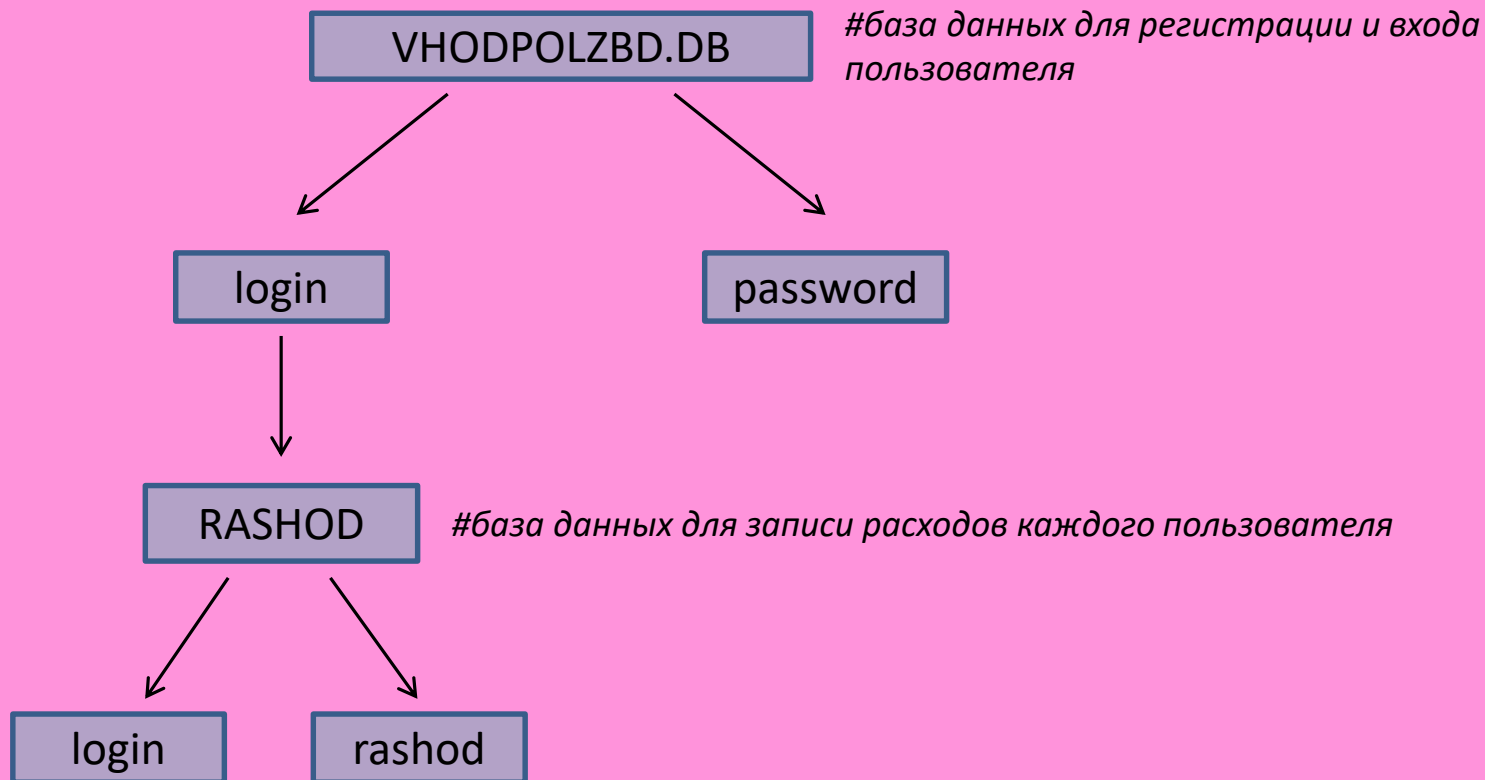 VHODPOLZBD.DB
#база данных для регистрации и входа
пользователя
login
password
RASHOD
#база данных для записи расходов каждого пользователя
login
rashod